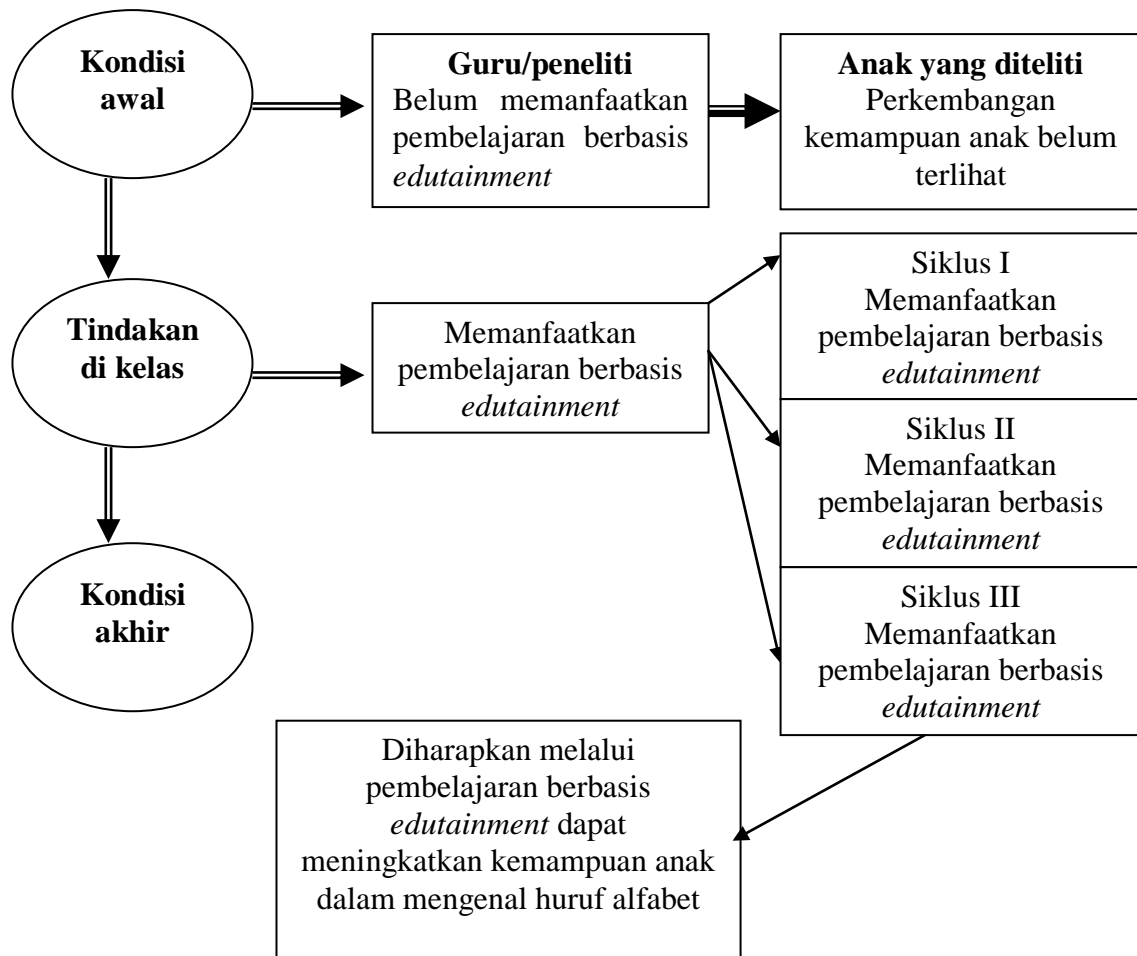 Kondisi
awal
Guru/peneliti
Belum memanfaatkan
pembelajaran berbasis
edutainment
Anak yang diteliti
Perkembangan
kemampuan anak belum
terlihat
Tindakan
di kelas
Memanfaatkan
pembelajaran berbasis
edutainment
Siklus I
Memanfaatkan
pembelajaran berbasis
edutainment
Siklus II
Memanfaatkan
pembelajaran berbasis
edutainment
Siklus III
Memanfaatkan
pembelajaran berbasis
edutainment
Kondisi
akhir
Diharapkan melalui
pembelajaran berbasis
edutainment dapat
meningkatkan kemampuan anak
dalam mengenal huruf alfabet